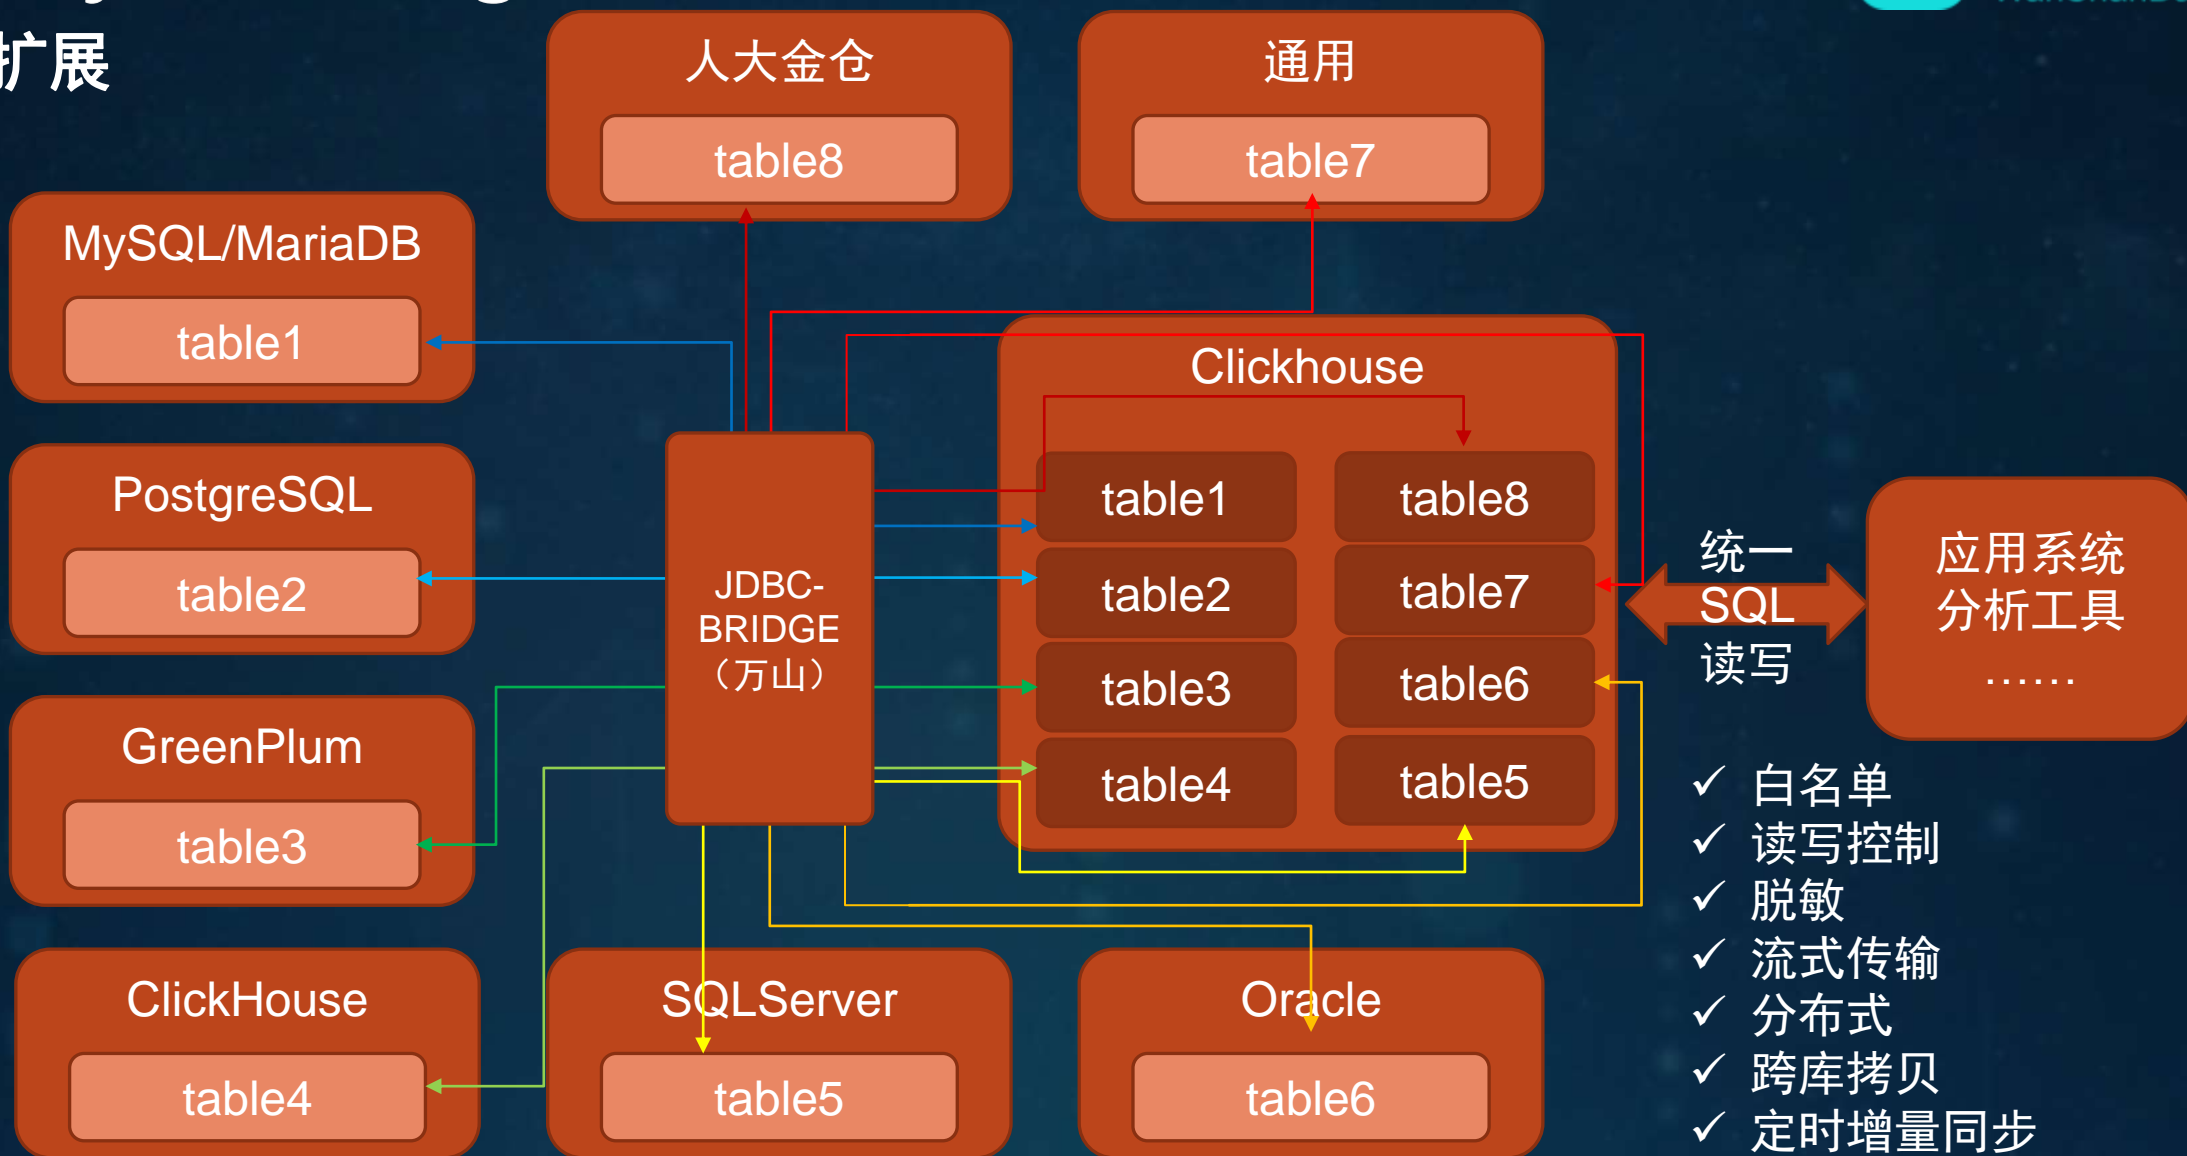 扩展
人大金仓
table8
通用
table7
MySQL/MariaDB
table1
PostgreSQL
table2
GreenPlum
table3
ClickHouse
table4
JDBC-
BRIDGE
（万山）
Clickhouse
table1
table8
table2
table7
table3
table6
table4
table5
统一
SQL
读写
应用系统
分析工具
……
SQLServer
table5
Oracle
table6
✓ 白名单
✓ 读写控制
✓ 脱敏
✓ 流式传输
✓ 分布式
✓ 跨库拷贝
✓ 定时增量同步